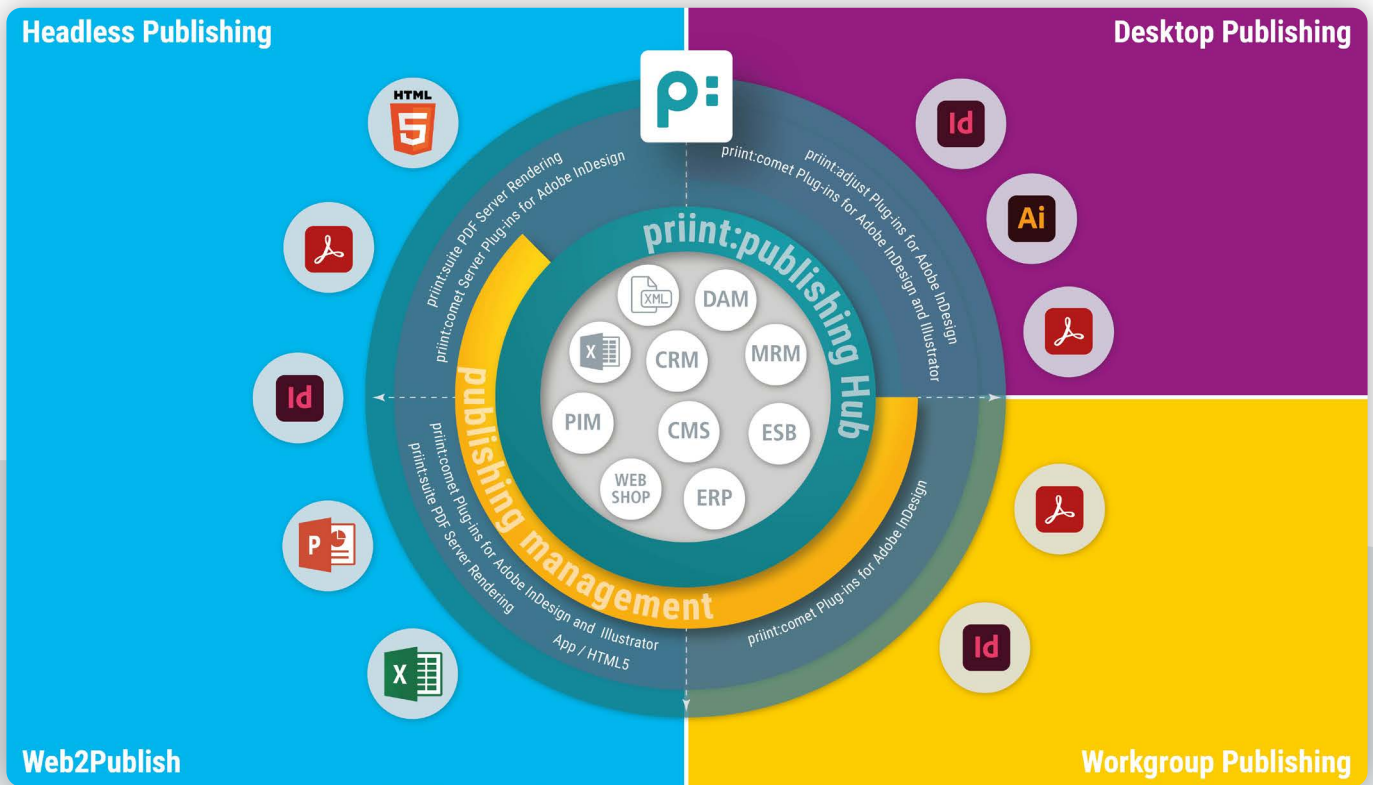 Headless Publishing
Desktop Publishing
p:
HTML
5
Id
Ai
Id
P
X
Id
priint:suite PDF Server Rendering
priint:comet Server Plug-ins for Adobe InDesign
priint:adjust Plug-ins for Adobe InDesign
priint:comet Plug-ins for Adobe InDesign and Illustrator
priint:publishing Hub
XML
DAM
X
CRM
MRM
PIM
CMS
ESB
WEB
SHOP
ERP
publishing management
priint:comet Plug-ins for Adobe InDesign and Illustrator
priint:suite PDF Server Rendering
App / HTML5
priint:comet Plug-ins for Adobe InDesign
Web2Publish
Workgroup Publishing